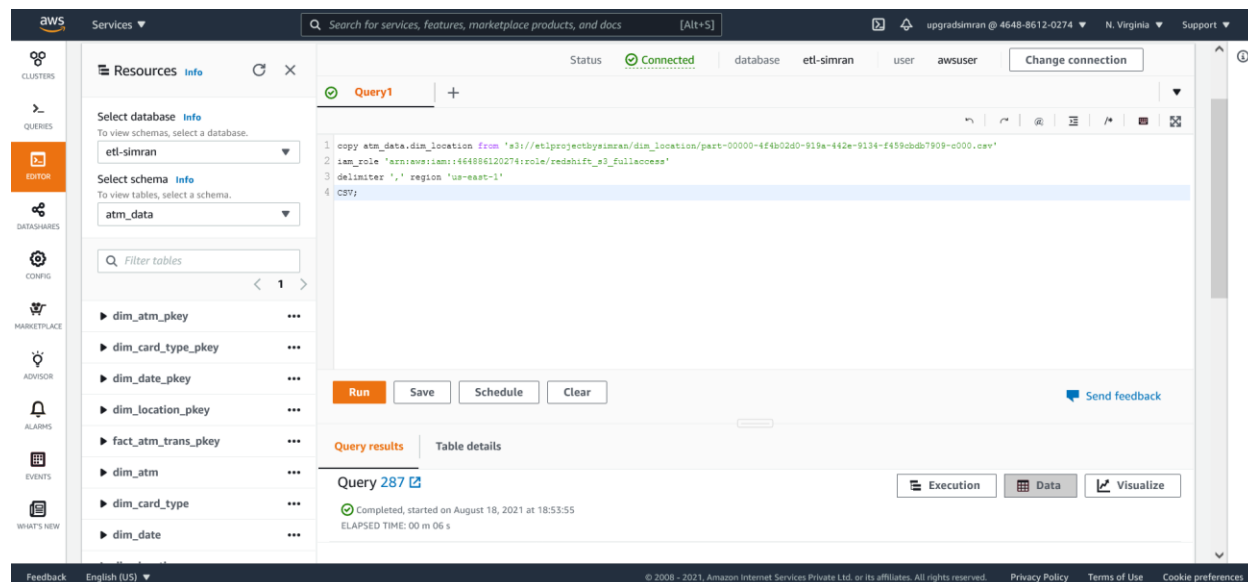 aws
Services ▼
Search for services, features, marketplace products, and docs [Alt+S]
upgradsimran @ 4648-8612-0274 ▼
N. Virginia ▼
Support ▼
CLUSTERS
QUERIES
EDITOR
DATASHARES
CONFIG
MARKETPLACE
ADVISOR
ALARMS
EVENTS
WHAT'S NEW
Resources Info
Select database Info
To view schemas, select a database.
etl-simran
Select schema Info
To view tables, select a schema.
atm_data
Filter tables
1
dim_atm_pkey
dim_card_type_pkey
dim_date_pkey
dim_location_pkey
fact_atm_trans_pkey
dim_atm
dim_card_type
dim_date
Status Connected database etl-simran user awsuser Change connection
Query1 +
1 copy atm_data.dim_location from 's3://etlprojectbysimran/dim_location/part-00000-4f4b02d0-919a-442e-9134-f459cbdb7909-c000.csv'
2 iam_role 'arn:aws:iam::464886120274:role/redshift_s3_fullaccess'
3 delimiter ',' region 'us-east-1'
4 CSV;
Run Save Schedule Clear
Send feedback
Query results Table details
Query 287
Execution Data Visualize
Completed, started on August 18, 2021 at 18:53:55
ELAPSED TIME: 00 m 06 s
Feedback English (US) ▼ © 2008 - 2021, Amazon Internet Services Private Ltd. or its affiliates. All rights reserved. Privacy Policy Terms of Use Cookie preferences